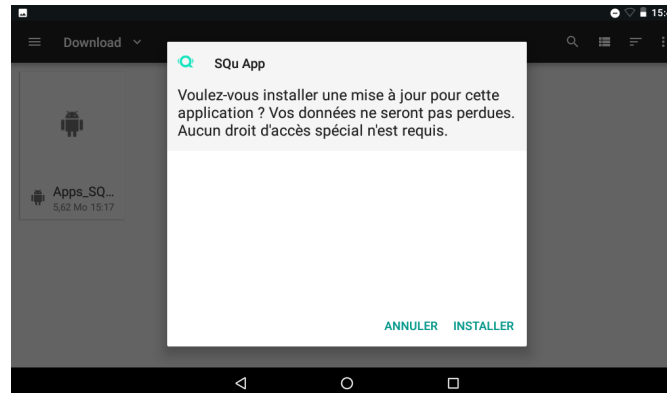 15:
Download
SQu App
Voulez-vous installer une mise à jour pour cette
application ? Vos données ne seront pas perdues.
Aucun droit d'accès spécial n'est requis.
Apps_SQ...
5,62 Mo 15:17
ANNULER INSTALLER